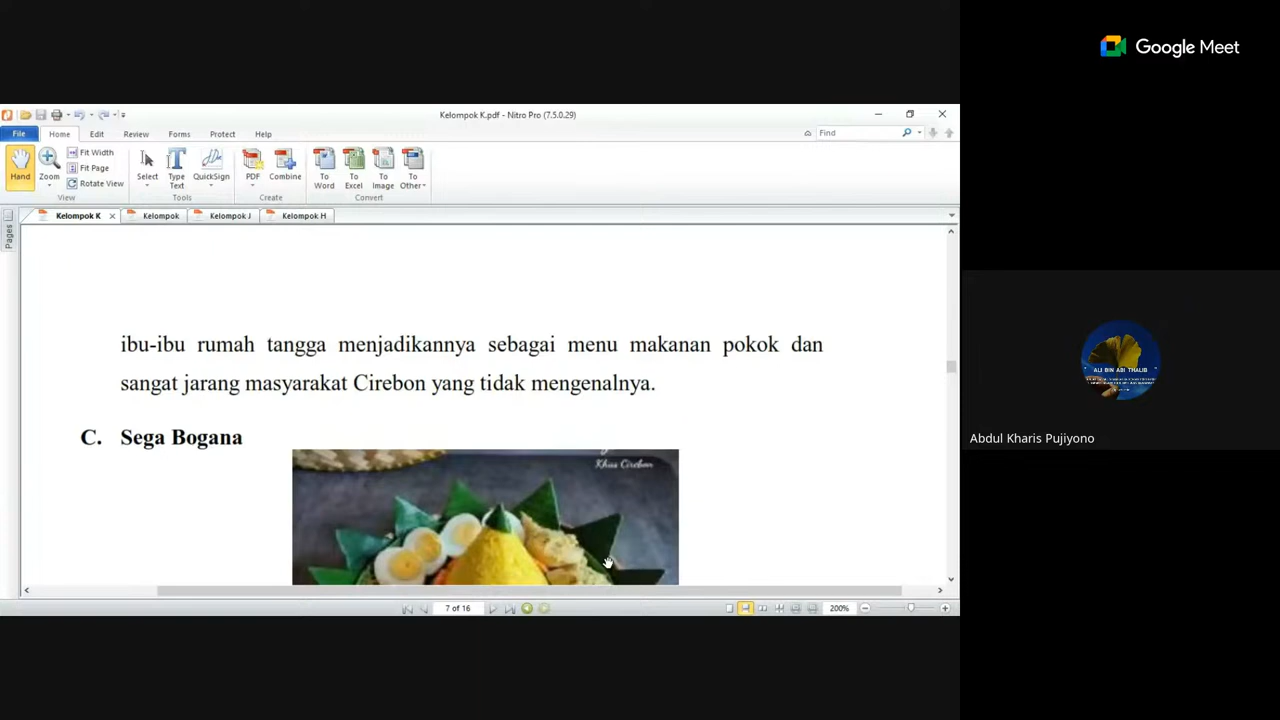 Google Meet
Kelompok K.pdf - Nitro Pro (7.5.0.29)
File Home Edit Review Forms Protect Help
Find
Hand
Zoom
Fit Width
Fit Page
Rotate View
View
Select
Type Text
QuickSign
Tools
PDF
Combine
Create
To Word
To Excel
To Image
To Other
Convert
Pages
Kelompok K
Kelompok
Kelompok J
Kelompok H
ibu-ibu rumah tangga menjadikannya sebagai menu makanan pokok dan
sangat jarang masyarakat Cirebon yang tidak mengenalnya.
C. Sega Bogana
Khas Cirebon
7 of 16
200%
ALI BIN ABI THALIB
Abdul Kharis Pujiyono